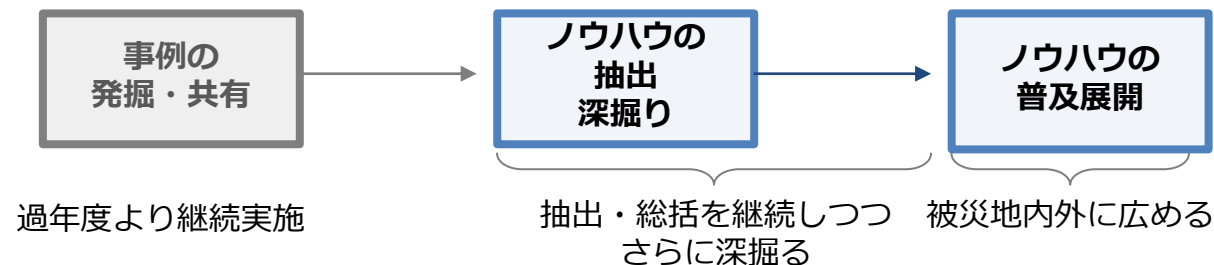 事例の
発掘・共有
ノウハウの
抽出
深掘り
ノウハウの
普及展開
過年度より継続実施
抽出・総括を継続しつつ
さらに深掘る
被災地内外に広める